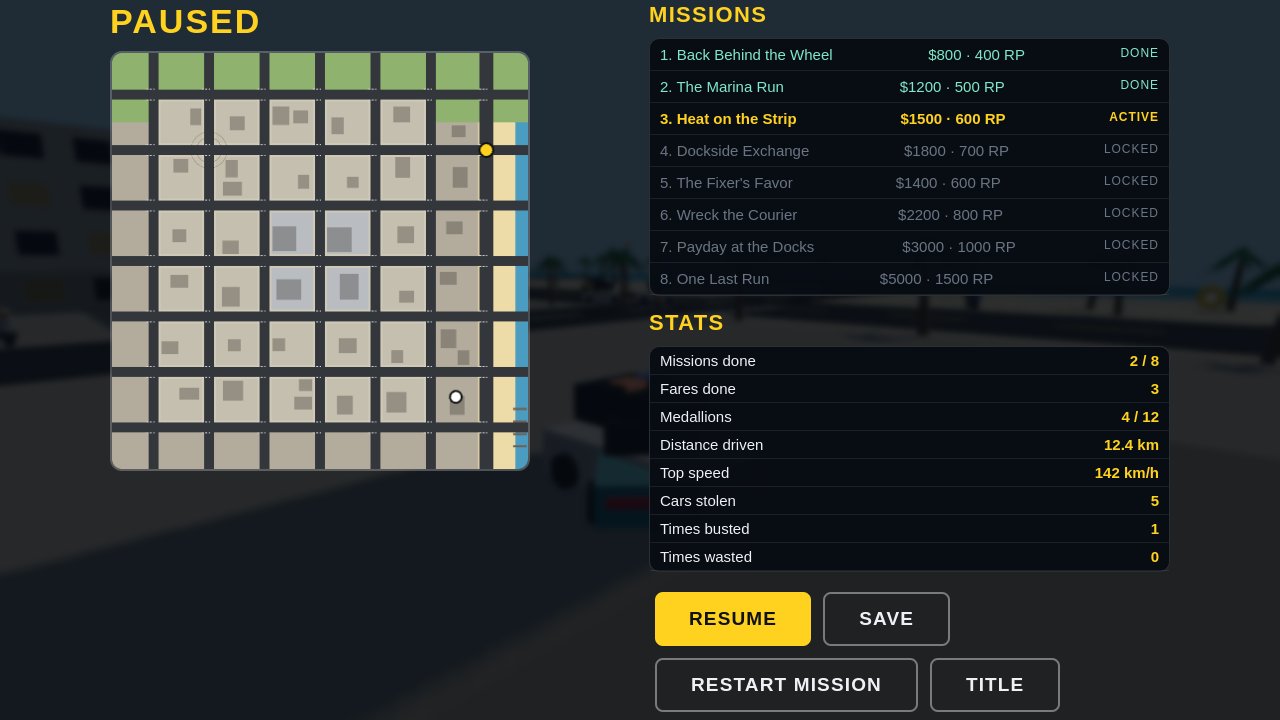 PAUSED
MISSIONS
1. Back Behind the Wheel $800 · 400 RP DONE
2. The Marina Run $1200 · 500 RP DONE
3. Heat on the Strip $1500 · 600 RP ACTIVE
4. Dockside Exchange $1800 · 700 RP LOCKED
5. The Fixer's Favor $1400 · 600 RP LOCKED
6. Wreck the Courier $2200 · 800 RP LOCKED
7. Payday at the Docks $3000 · 1000 RP LOCKED
8. One Last Run $5000 · 1500 RP LOCKED
STATS
Missions done 2 / 8
Fares done 3
Medallions 4 / 12
Distance driven 12.4 km
Top speed 142 km/h
Cars stolen 5
Times busted 1
Times wasted 0
RESUME SAVE
RESTART MISSION TITLE